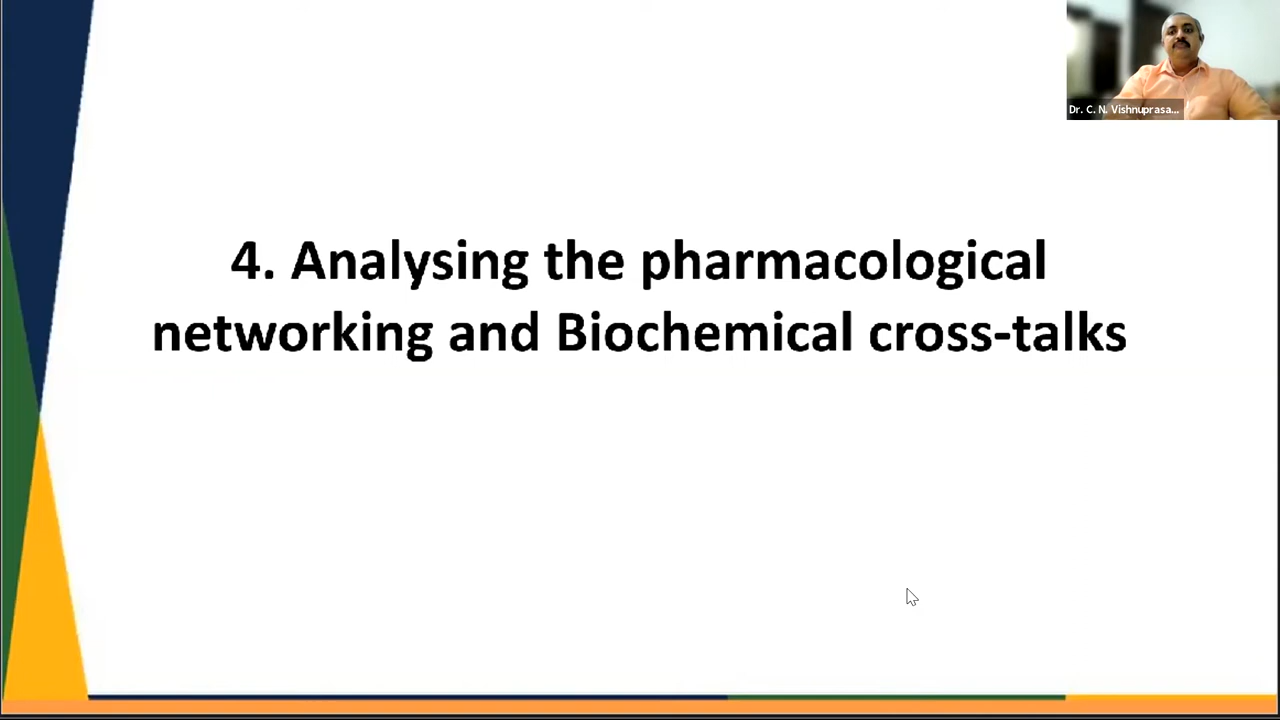 Dr. C. N. Vishnuprasa...
4. Analysing the pharmacological
networking and Biochemical cross-talks